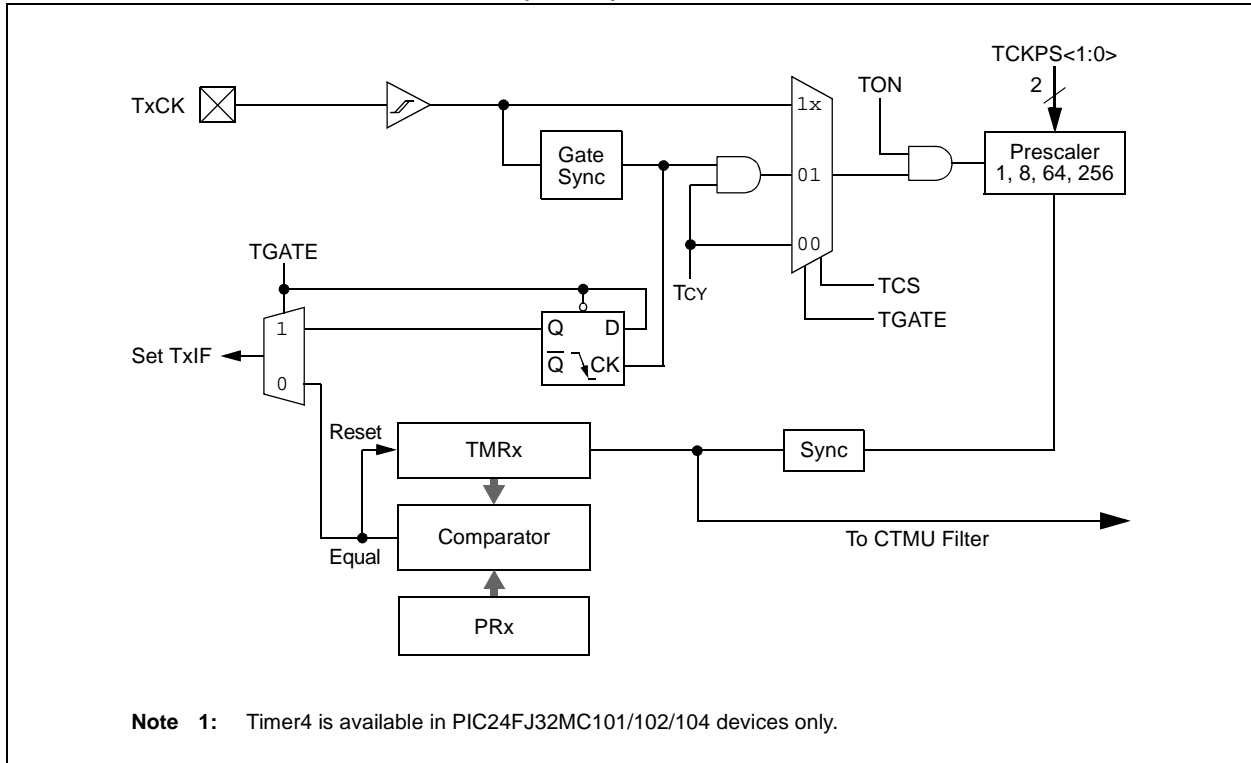 TCKPS<1:0>
2
TON
TxCK
1x
Gate
Sync
Prescaler
1, 8, 64, 256
01
00
TGATE
TCY
TCS
TGATE
1
Q
D
Set TxIF
Q
CK
0
Reset
TMRx
Sync
Comparator
Equal
To CTMU Filter
PRx
Note 1: Timer4 is available in PIC24FJ32MC101/102/104 devices only.